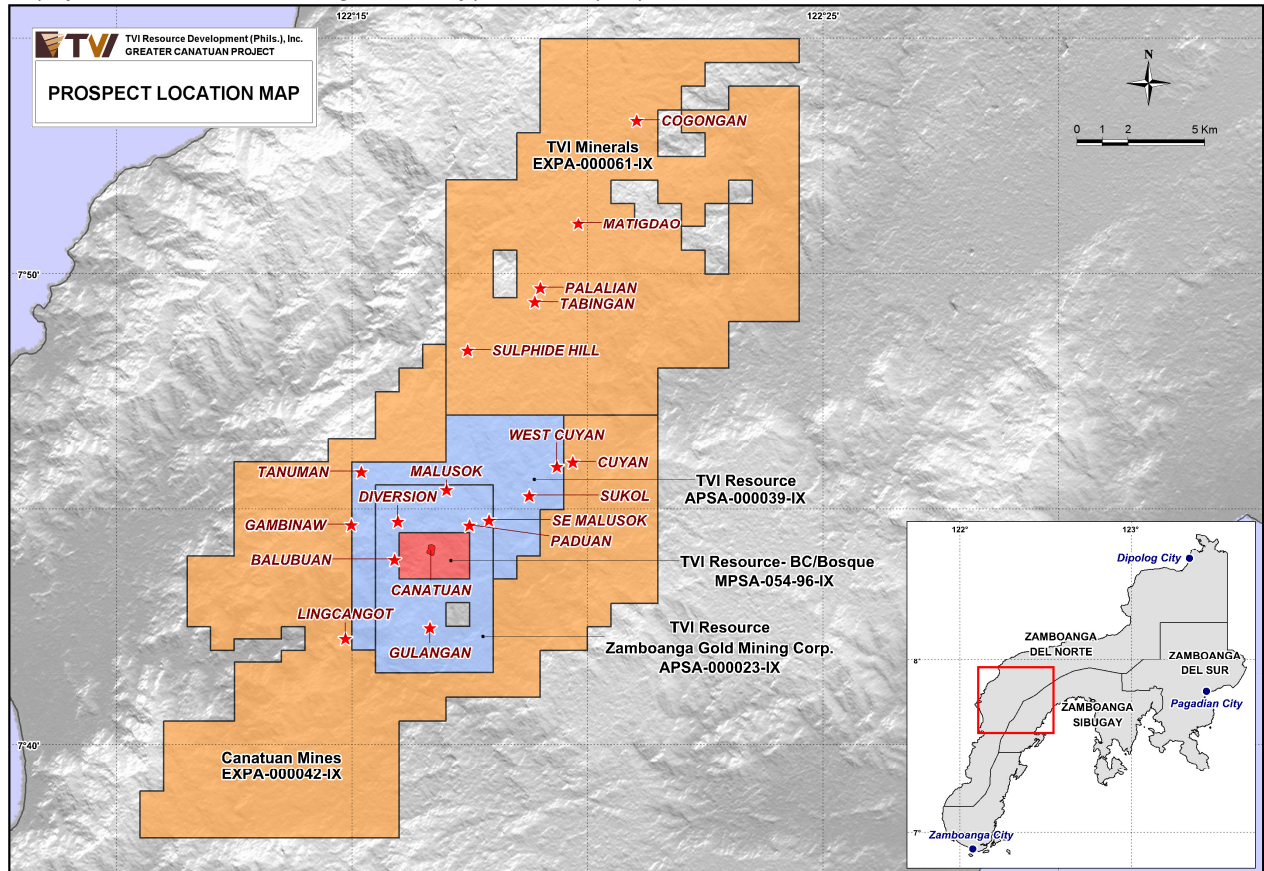 TVI
TVI Resource Development (Phils.), Inc.
GREATER CANATUAN PROJECT
PROSPECT LOCATION MAP
122°15'
122°25'
N
0 1 2 5 Km
COGONGAN
TVI Minerals
EXPA-000061-IX
MATIGDAO
7°50'
PALALIAN
TABINGAN
SULPHIDE HILL
WEST CUYAN
CUYAN
TANUMAN
MALUSOK
TVI Resource
APSA-000039-IX
DIVERSION
SUKOL
GAMBINAW
SE MALUSOK
PADUAN
BALUBUAN
TVI Resource- BC/Bosque
MPSA-054-96-IX
CANATUAN
LINGCANGOT
GULANGAN
TVI Resource
Zamboanga Gold Mining Corp.
APSA-000023-IX
7°40'
Canatuan Mines
EXPA-000042-IX
122°
123°
Dipolog City
ZAMBOANGA
DEL NORTE
8°
ZAMBOANGA
DEL SUR
Pagadian City
ZAMBOANGA
SIBUGAY
7°
Zamboanga City